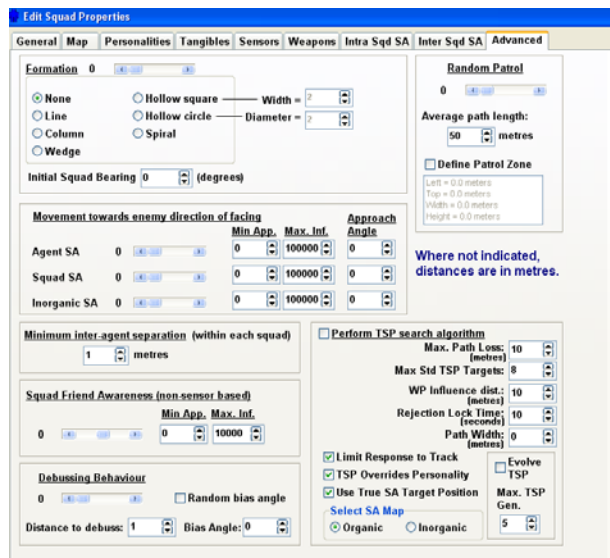 Edit Squad Properties
General Map Personalities Tangibles Sensors Weapons Intra Sqd SA Inter Sqd SA Advanced
Formation 0
None
Hollow square
Width = 2
Line
Hollow circle
Diameter = 2
Column
Spiral
Wedge
Initial Squad Bearing 0 (degrees)
Random Patrol
0
Average path length:
50 metres
Define Patrol Zone
Left = 0.0 meters
Top = 0.0 meters
Width = 0.0 meters
Height = 0.0 meters
Movement towards enemy direction of facing
Min App. Max. Inf. Approach Angle
Agent SA 0 0 100000 0
Squad SA 0 0 100000 0
Inorganic SA 0 0 100000 0
Where not indicated,
distances are in metres.
Minimum inter-agent separation (within each squad)
1 metres
Squad Friend Awareness (non-sensor based)
Min App. Max. Inf.
0 0 10000
Debussing Behaviour
0 Random bias angle
Distance to debuss: 1 Bias Angle: 0
Perform TSP search algorithm
Max. Path Loss: 10
(metres)
Max Std TSP Targets: 8
WP Influence dist.: 10
(metres)
Rejection Lock Time: 10
(seconds)
Path Width: 0
(metres)
Limit Response to Track
TSP Overrides Personality
Use True SA Target Position
Select SA Map
Organic Inorganic
Evolve
TSP
Max. TSP
Gen.
5